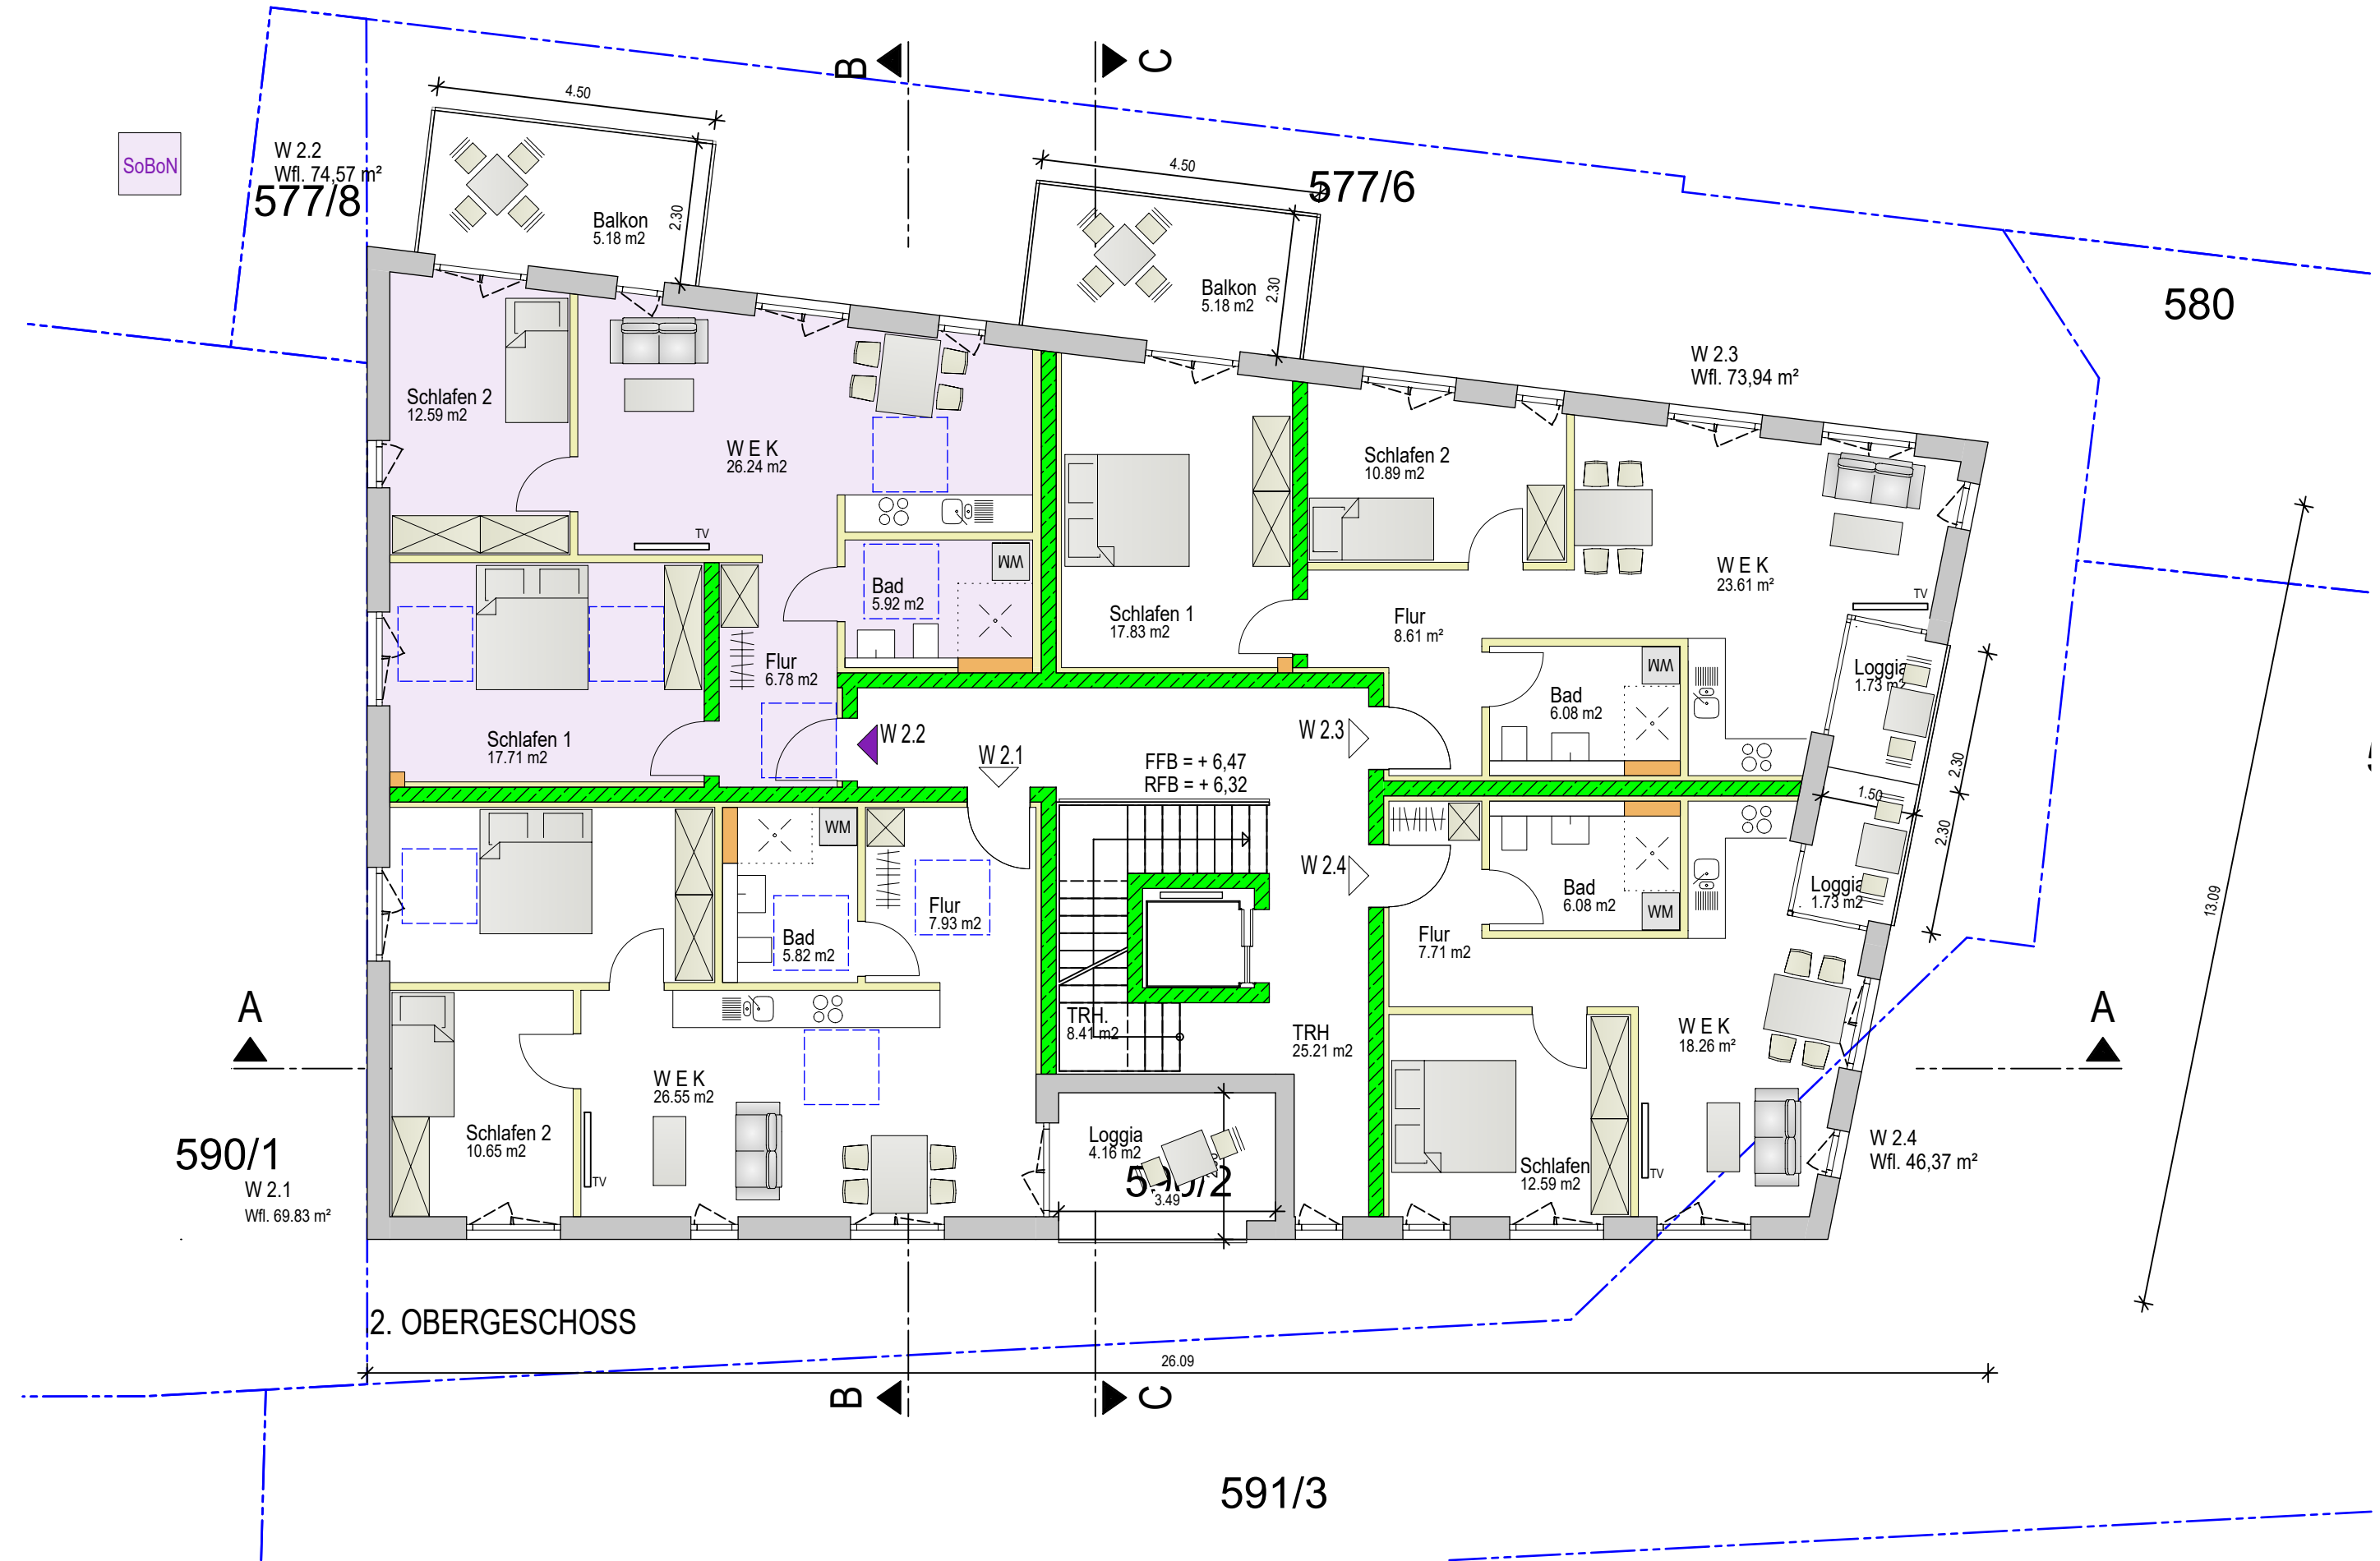 B
C
4.50
SoBoN
W 2.2
Wfl. 74,57 m²
577/8
Balkon
5.18 m2
2.30
4.50
577/6
Balkon
5.18 m2
2.30
580
W 2.3
Wfl. 73,94 m²
Schlafen 2
12.59 m2
W E K
26.24 m2
TV
Schlafen 2
10.89 m2
W E K
23.61 m²
TV
WM
Bad
5.92 m2
Schlafen 1
17.83 m2
Flur
8.61 m²
Flur
6.78 m2
WM
Bad
6.08 m2
Loggia
1.73 m2
Schlafen 1
17.71 m2
W 2.2
W 2.1
W 2.3
FFB = + 6,47
RFB = + 6,32
2.30
1.50
2.30
13.09
WM
W 2.4
Bad
6.08 m2
WM
Loggia
1.73 m2
Flur
7.93 m2
Bad
5.82 m2
Flur
7.71 m2
A
A
TRH.
8.41 m2
TRH
25.21 m2
W E K
18.26 m²
W E K
26.55 m2
Schlafen 2
10.65 m2
TV
Loggia
4.16 m2
590/2
3.49
Schlafen
12.59 m2
TV
W 2.4
Wfl. 46,37 m²
590/1
W 2.1
Wfl. 69.83 m²
2. OBERGESCHOSS
26.09
B
C
591/3